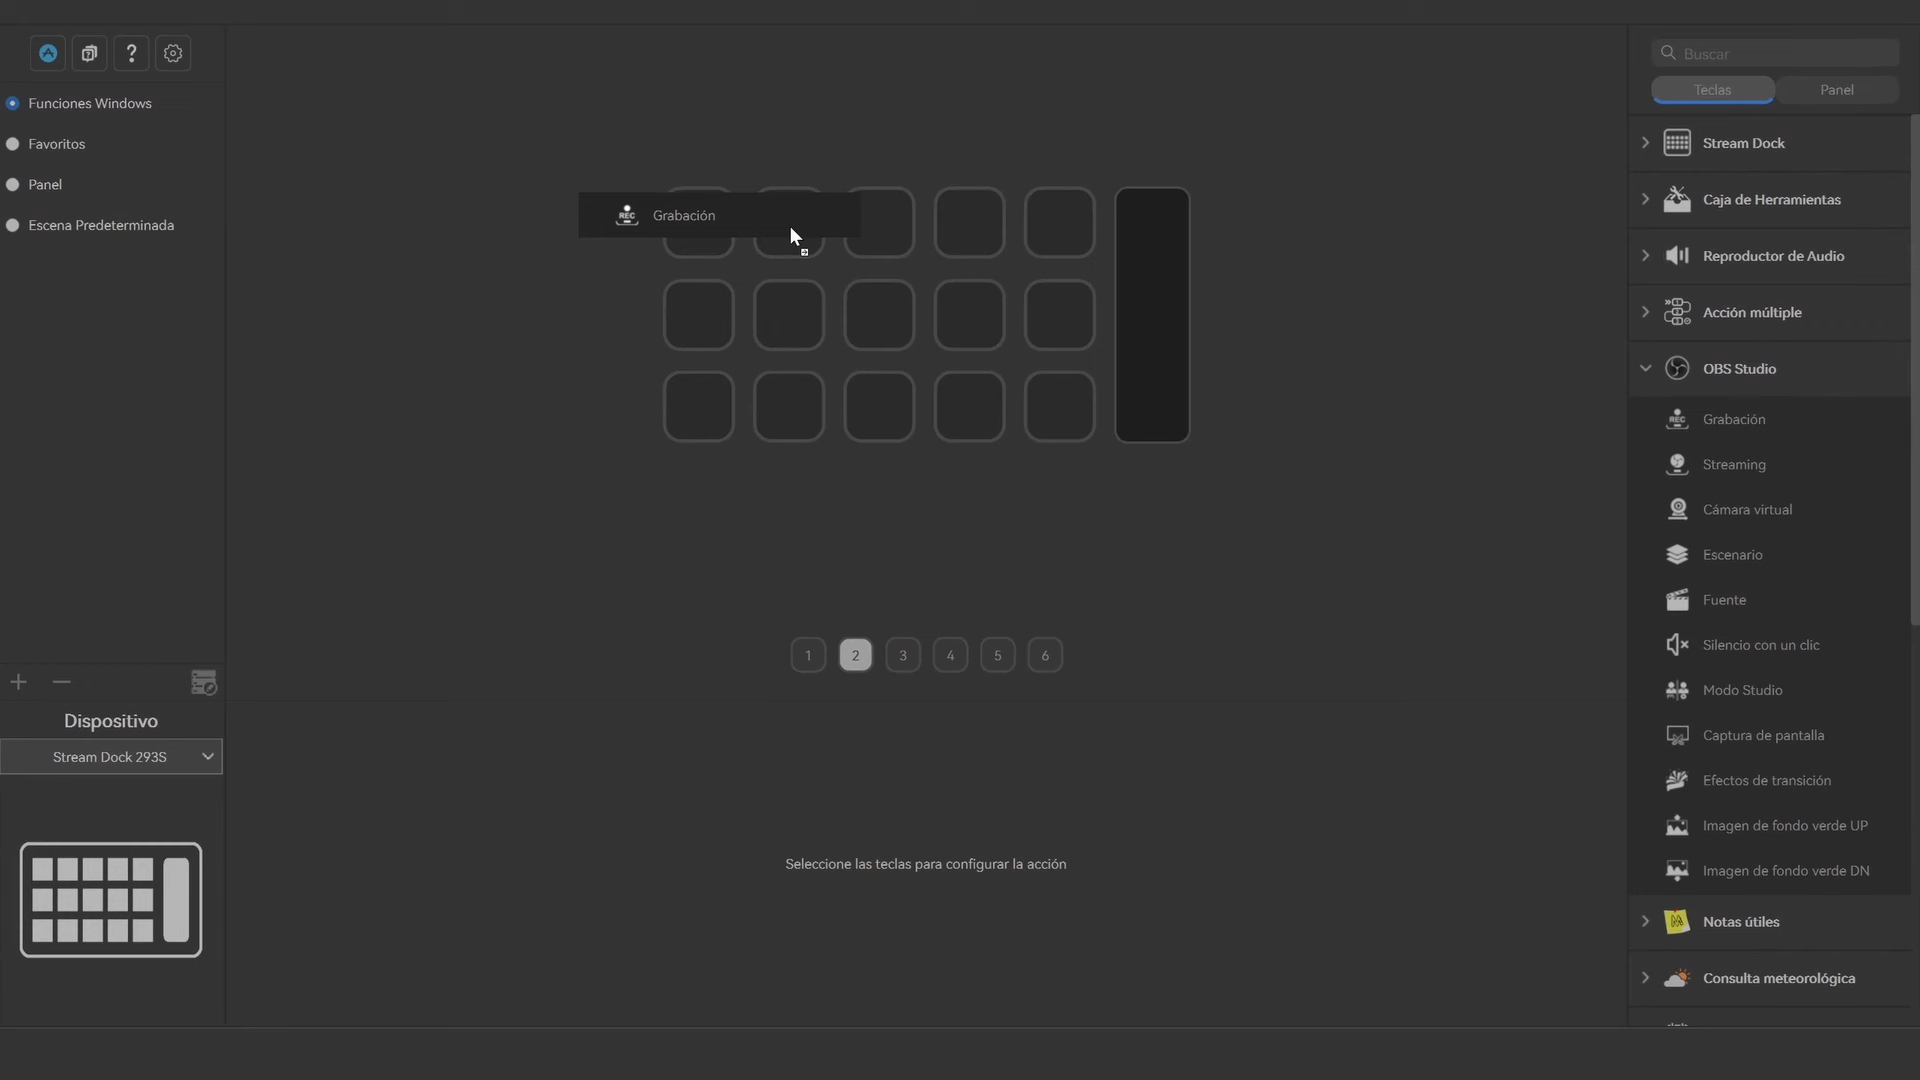 ?
Funciones Windows
Favoritos
Panel
Escena Predeterminada
REC Grabación
1 2 3 4 5 6
Dispositivo
Stream Dock 293S
Seleccione las teclas para configurar la acción
Buscar
Teclas Panel
Stream Dock
Caja de Herramientas
Reproductor de Audio
Acción múltiple
OBS Studio
REC Grabación
Streaming
Cámara virtual
Escenario
Fuente
Silencio con un clic
Modo Studio
Captura de pantalla
Efectos de transición
Imagen de fondo verde UP
Imagen de fondo verde DN
Notas útiles
Consulta meteorológica